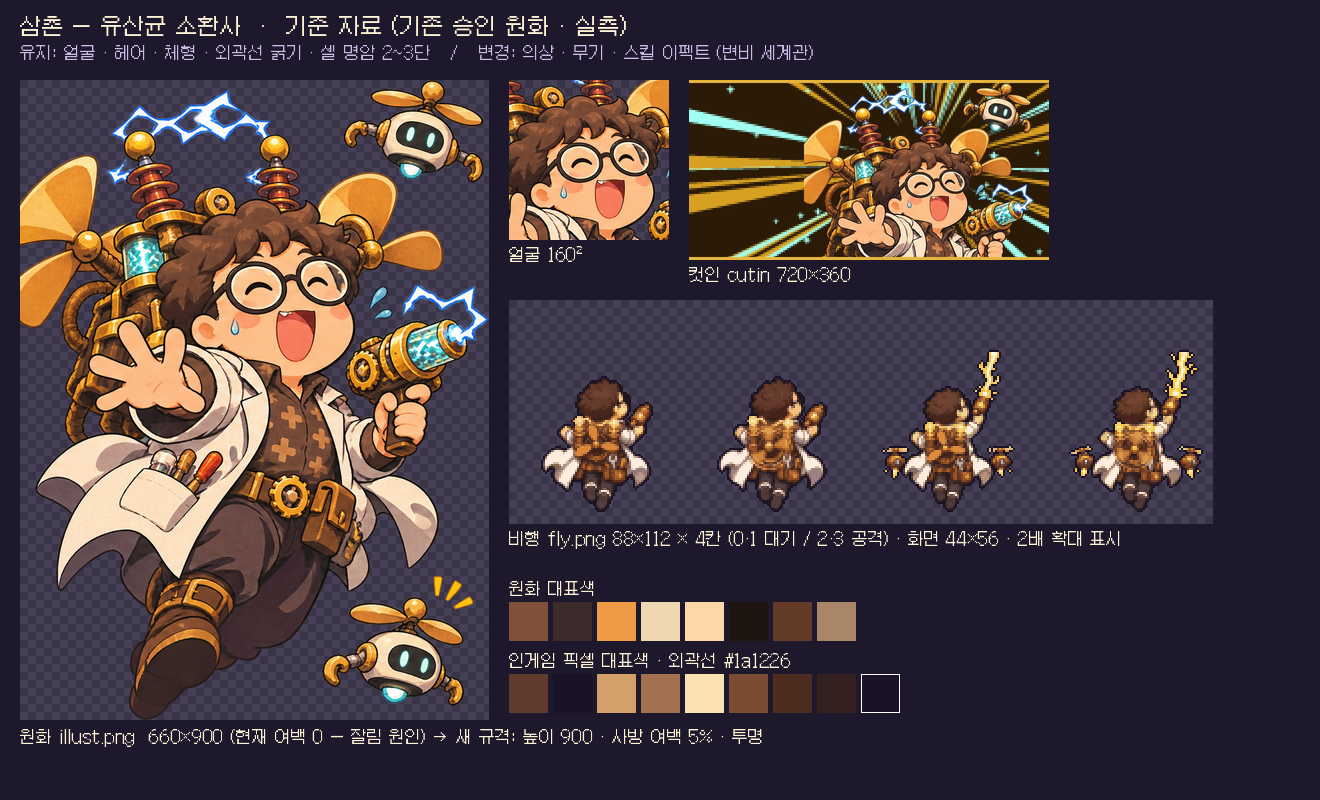 삼촌 — 유산균 소환사 · 기준 자료 (기존 승인 원화 · 실측)
유지: 얼굴 · 헤어 · 체형 · 외곽선 굵기 · 셀 명암 2~3단 / 변경: 의상 · 무기 · 스킬 이펙트 (변비 세계관)
얼굴 160²
컷인 cutin 720×360
비행 fly.png 88×112 × 4칸 (0·1 대기 / 2·3 공격) · 화면 44×56 · 2배 확대 표시
원화 대표색
인게임 픽셀 대표색 · 외곽선 #1a1226
원화 illust.png 660×900 (현재 여백 0 — 잘림 원인) → 새 규격: 높이 900 · 사방 여백 5% · 투명